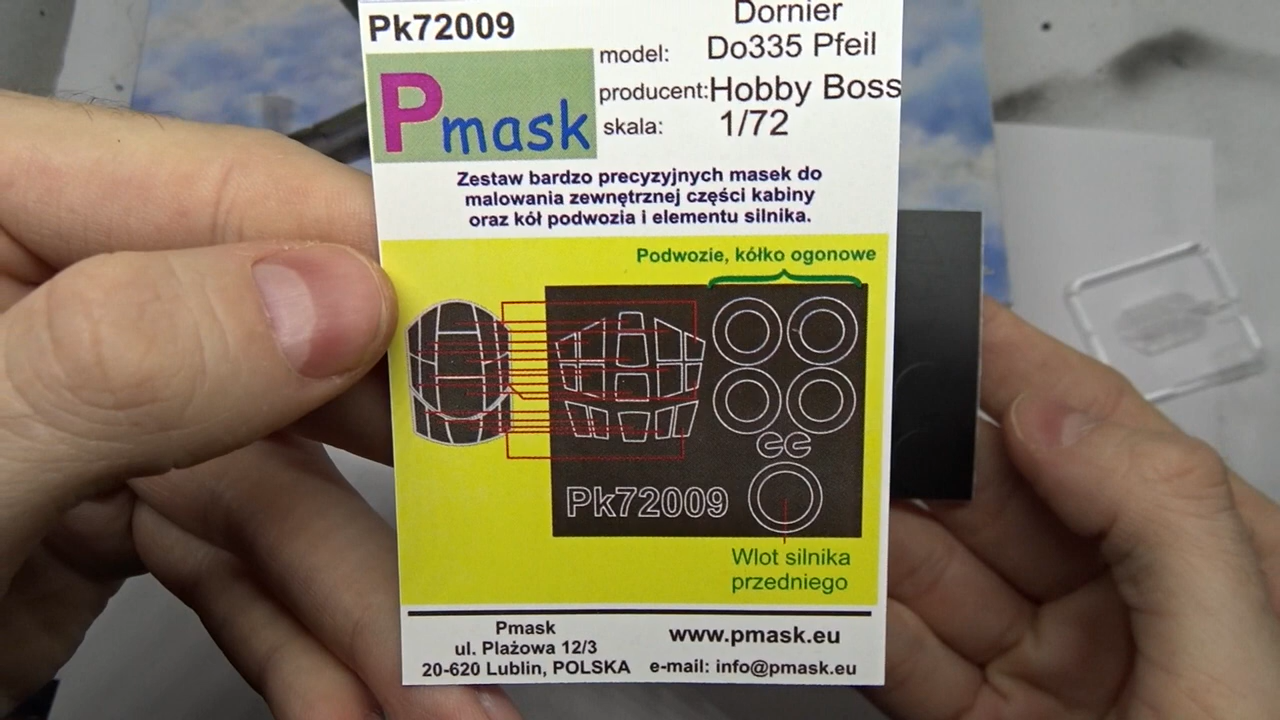 Pk72009
Pmask
model:
Dornier
Do335 Pfeil
producent:Hobby Boss
skala: 1/72
Zestaw bardzo precyzyjnych masek do
malowania zewnętrznej części kabiny
oraz kół podwozia i elementu silnika.
Podwozie, kółko ogonowe
Pk72009
Wlot silnika
przedniego
Pmask
ul. Plażowa 12/3
20-620 Lublin, POLSKA
www.pmask.eu
e-mail: info@pmask.eu